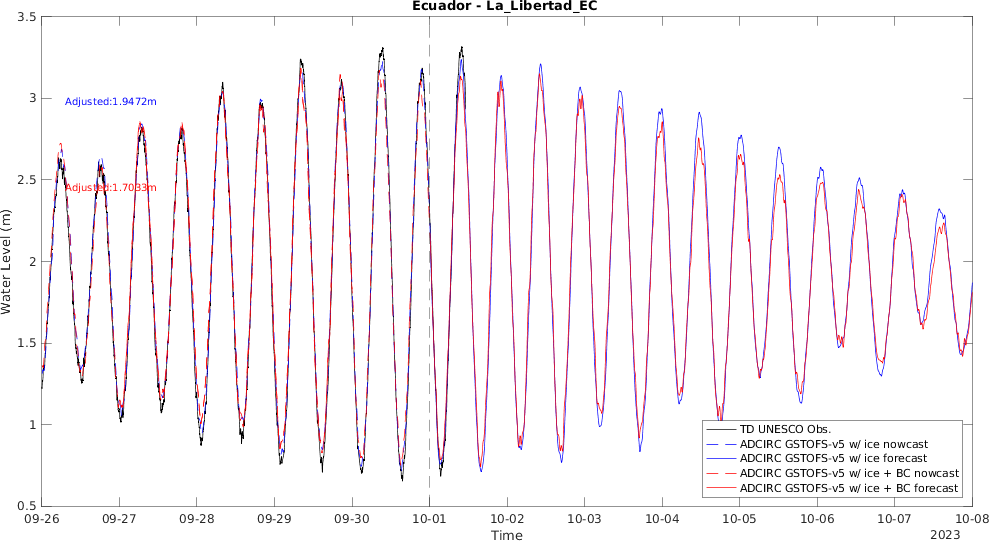 Ecuador - La_Libertad_EC
3.5
3
2.5
2
1.5
1
0.5
Water Level (m)
Adjusted:1.9472m
Adjusted:1.7033m
TD UNESCO Obs.
ADCIRC GSTOFS-v5 w/ ice nowcast
ADCIRC GSTOFS-v5 w/ ice forecast
ADCIRC GSTOFS-v5 w/ ice + BC nowcast
ADCIRC GSTOFS-v5 w/ ice + BC forecast
09-26 09-27 09-28 09-29 09-30 10-01 10-02 10-03 10-04 10-05 10-06 10-07 10-08
Time
2023